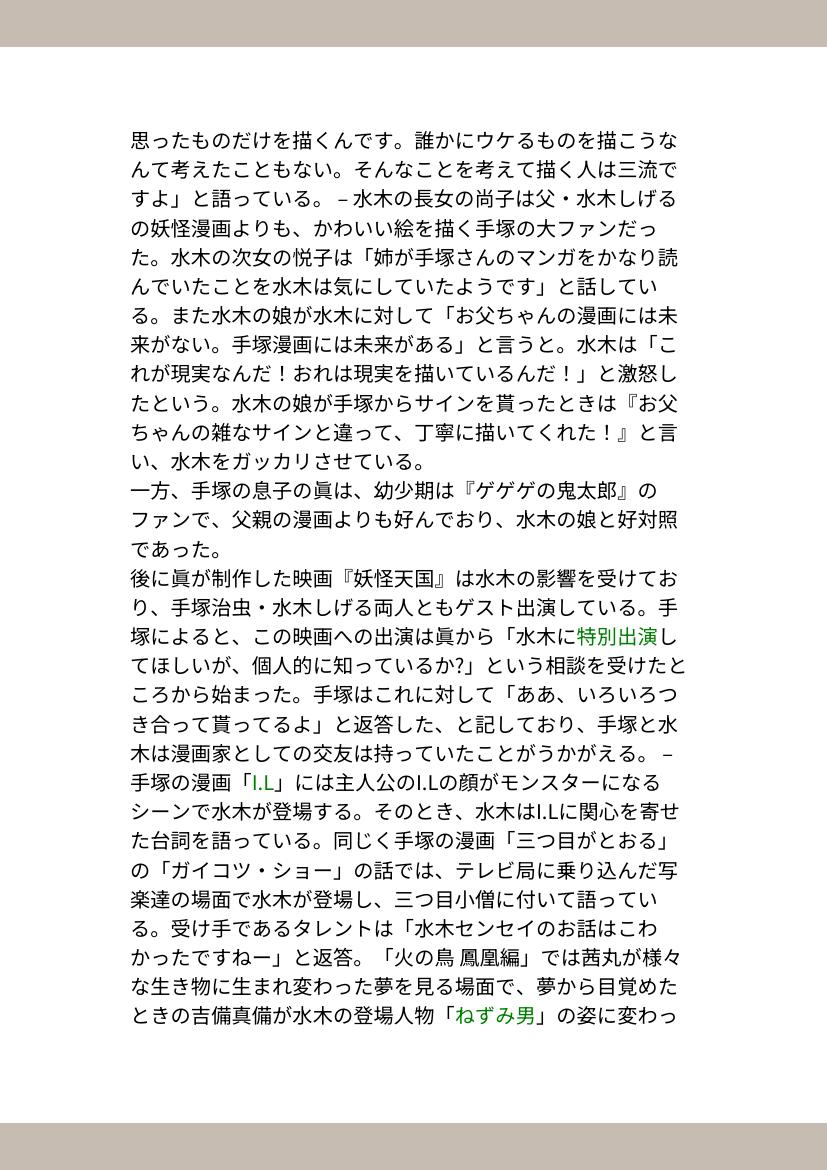 思ったものだけを描くんです。誰かにウケるものを描こうな
んて考えたこともない。そんなことを考えて描く人は三流で
すよ」と語っている。 – 水木の長女の尚子は父・水木しげる
の妖怪漫画よりも、かわいい絵を描く手塚の大ファンだっ
た。水木の次女の悦子は「姉が手塚さんのマンガをかなり読
んでいたことを水木は気にしていたようです」と話してい
る。また水木の娘が水木に対して「お父ちゃんの漫画には未
来がない。手塚漫画には未来がある」と言うと。水木は「こ
れが現実なんだ！おれは現実を描いているんだ！」と激怒し
たという。水木の娘が手塚からサインを貰ったときは『お父
ちゃんの雑なサインと違って、丁寧に描いてくれた！』と言
い、水木をガッカリさせている。
一方、手塚の息子の眞は、幼少期は『ゲゲゲの鬼太郎』の
ファンで、父親の漫画よりも好んでおり、水木の娘と好対照
であった。
後に眞が制作した映画『妖怪天国』は水木の影響を受けてお
り、手塚治虫・水木しげる両人ともゲスト出演している。手
塚によると、この映画への出演は眞から「水木に特別出演し
てほしいが、個人的に知っているか?」という相談を受けたと
ころから始まった。手塚はこれに対して「ああ、いろいろつ
き合って貰ってるよ」と返答した、と記しており、手塚と水
木は漫画家としての交友は持っていたことがうかがえる。 –
手塚の漫画「I.L」には主人公のI.Lの顔がモンスターになる
シーンで水木が登場する。そのとき、水木はI.Lに関心を寄せ
た台詞を語っている。同じく手塚の漫画「三つ目がとおる」
の「ガイコツ・ショー」の話では、テレビ局に乗り込んだ写
楽達の場面で水木が登場し、三つ目小僧に付いて語ってい
る。受け手であるタレントは「水木センセイのお話はこわ
かったですねー」と返答。「火の鳥 鳳凰編」では茜丸が様々
な生き物に生まれ変わった夢を見る場面で、夢から目覚めた
ときの吉備真備が水木の登場人物「ねずみ男」の姿に変わっ